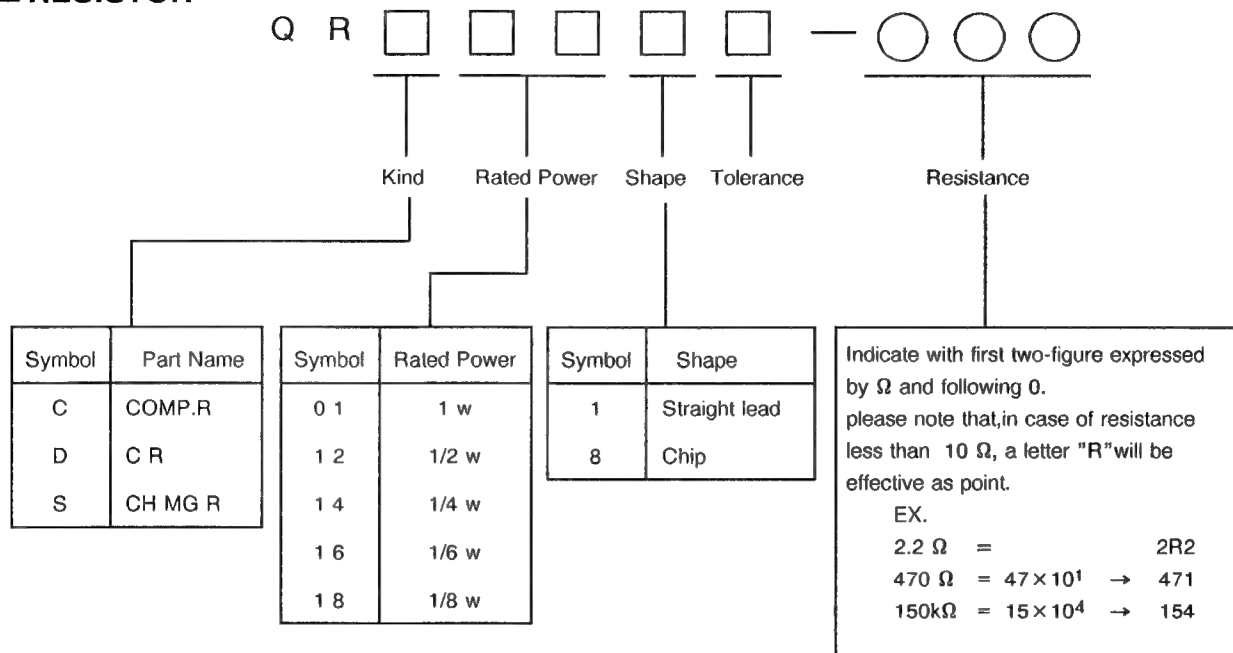 Q R □ □ □ □ □ — ○ ○ ○
Kind Rated Power Shape Tolerance Resistance
Symbol Part Name
C COMP.R
D C R
S CH MG R
Symbol Rated Power
0 1 1 w
1 2 1/2 w
1 4 1/4 w
1 6 1/6 w
1 8 1/8 w
Symbol Shape
1 Straight lead
8 Chip
Indicate with first two-figure expressed
by Ω and following 0.
please note that,in case of resistance
less than 10 Ω, a letter "R"will be
effective as point.
EX.
2.2 Ω = 2R2
470 Ω = 47×10¹ → 471
150kΩ = 15×10⁴ → 154